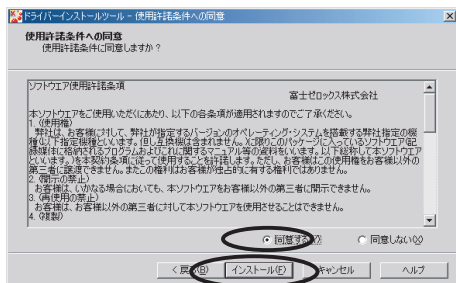 ドライバーインストールツール - 使用許諾条件への同意
使用許諾条件への同意
使用許諾条件に同意しますか?
ソフトウエア使用許諾条項
富士ゼロックス株式会社
本ソフトウエアをご使用いただくにあたり、以下の各条項が適用されますのでご了承ください。
1. (使用権)
弊社は、お客様に対して、弊社が指定するバージョンのオペレーティング・システムを搭載する弊社指定の機
種(以下指定機種といいます。但し互換機は含みません。)に限りこのパッケージに入っているソフトウエア(記
録媒体に格納されるプログラムおよびこれに関するマニュアル等の資料をいいます。以下総称して本ソフトウエア
といいます。)を本契約条項に従って使用することを許諾します。ただし、お客様はこの使用権をお客様以外の
第三者に譲渡できません。またこの権利はお客様が独占的に有する権利ではありません。
2. (開示の禁止)
お客様は、いかなる場合においても、本ソフトウエアをお客様以外の第三者に開示できません。
3. (再使用の禁止)
お客様は、お客様以外の第三者に対して本ソフトウエアを使用させることはできません。
4. (複製)
同意する 同意しない(X)
< 戻る(B) インストール(F) キャンセル ヘルプ